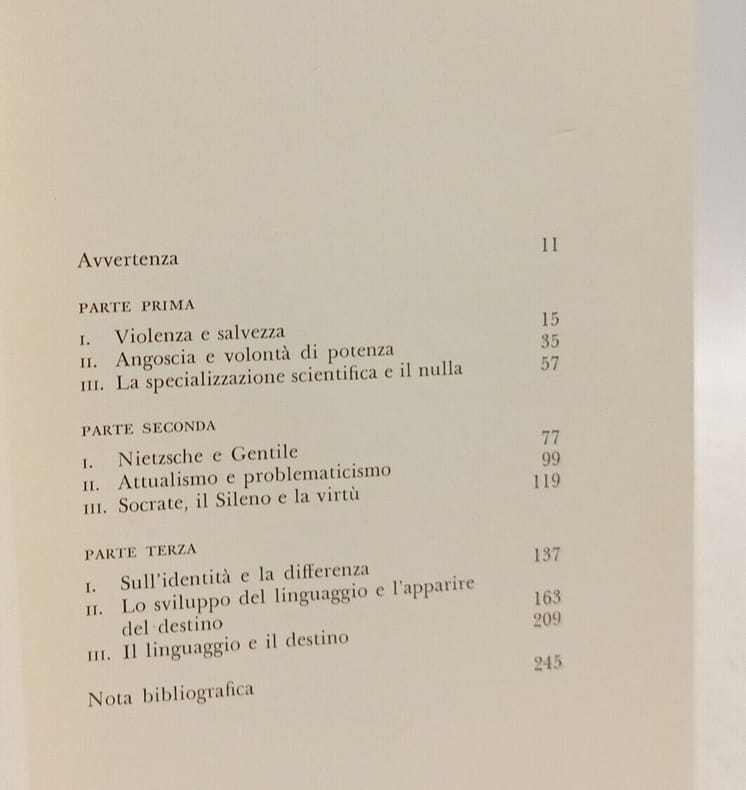 Avvertenza 11
PARTE PRIMA
I. Violenza e salvezza 15
II. Angoscia e volontà di potenza 35
III. La specializzazione scientifica e il nulla 57
PARTE SECONDA
I. Nietzsche e Gentile 77
II. Attualismo e problematicismo 99
III. Socrate, il Sileno e la virtù 119
PARTE TERZA
I. Sull'identità e la differenza 137
II. Lo sviluppo del linguaggio e l'apparire
del destino 163
III. Il linguaggio e il destino 209
Nota bibliografica 245